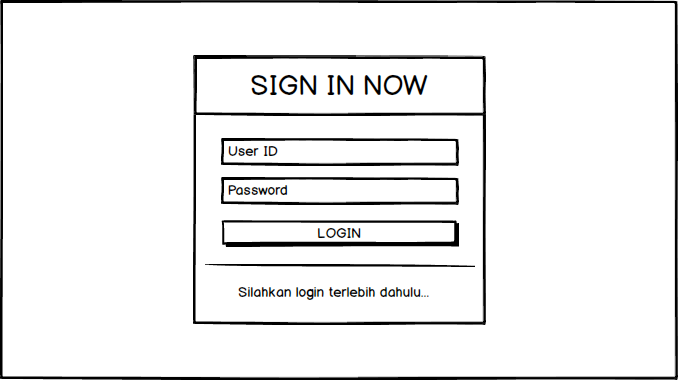 SIGN IN NOW
User ID
Password
LOGIN
Silahkan login terlebih dahulu...